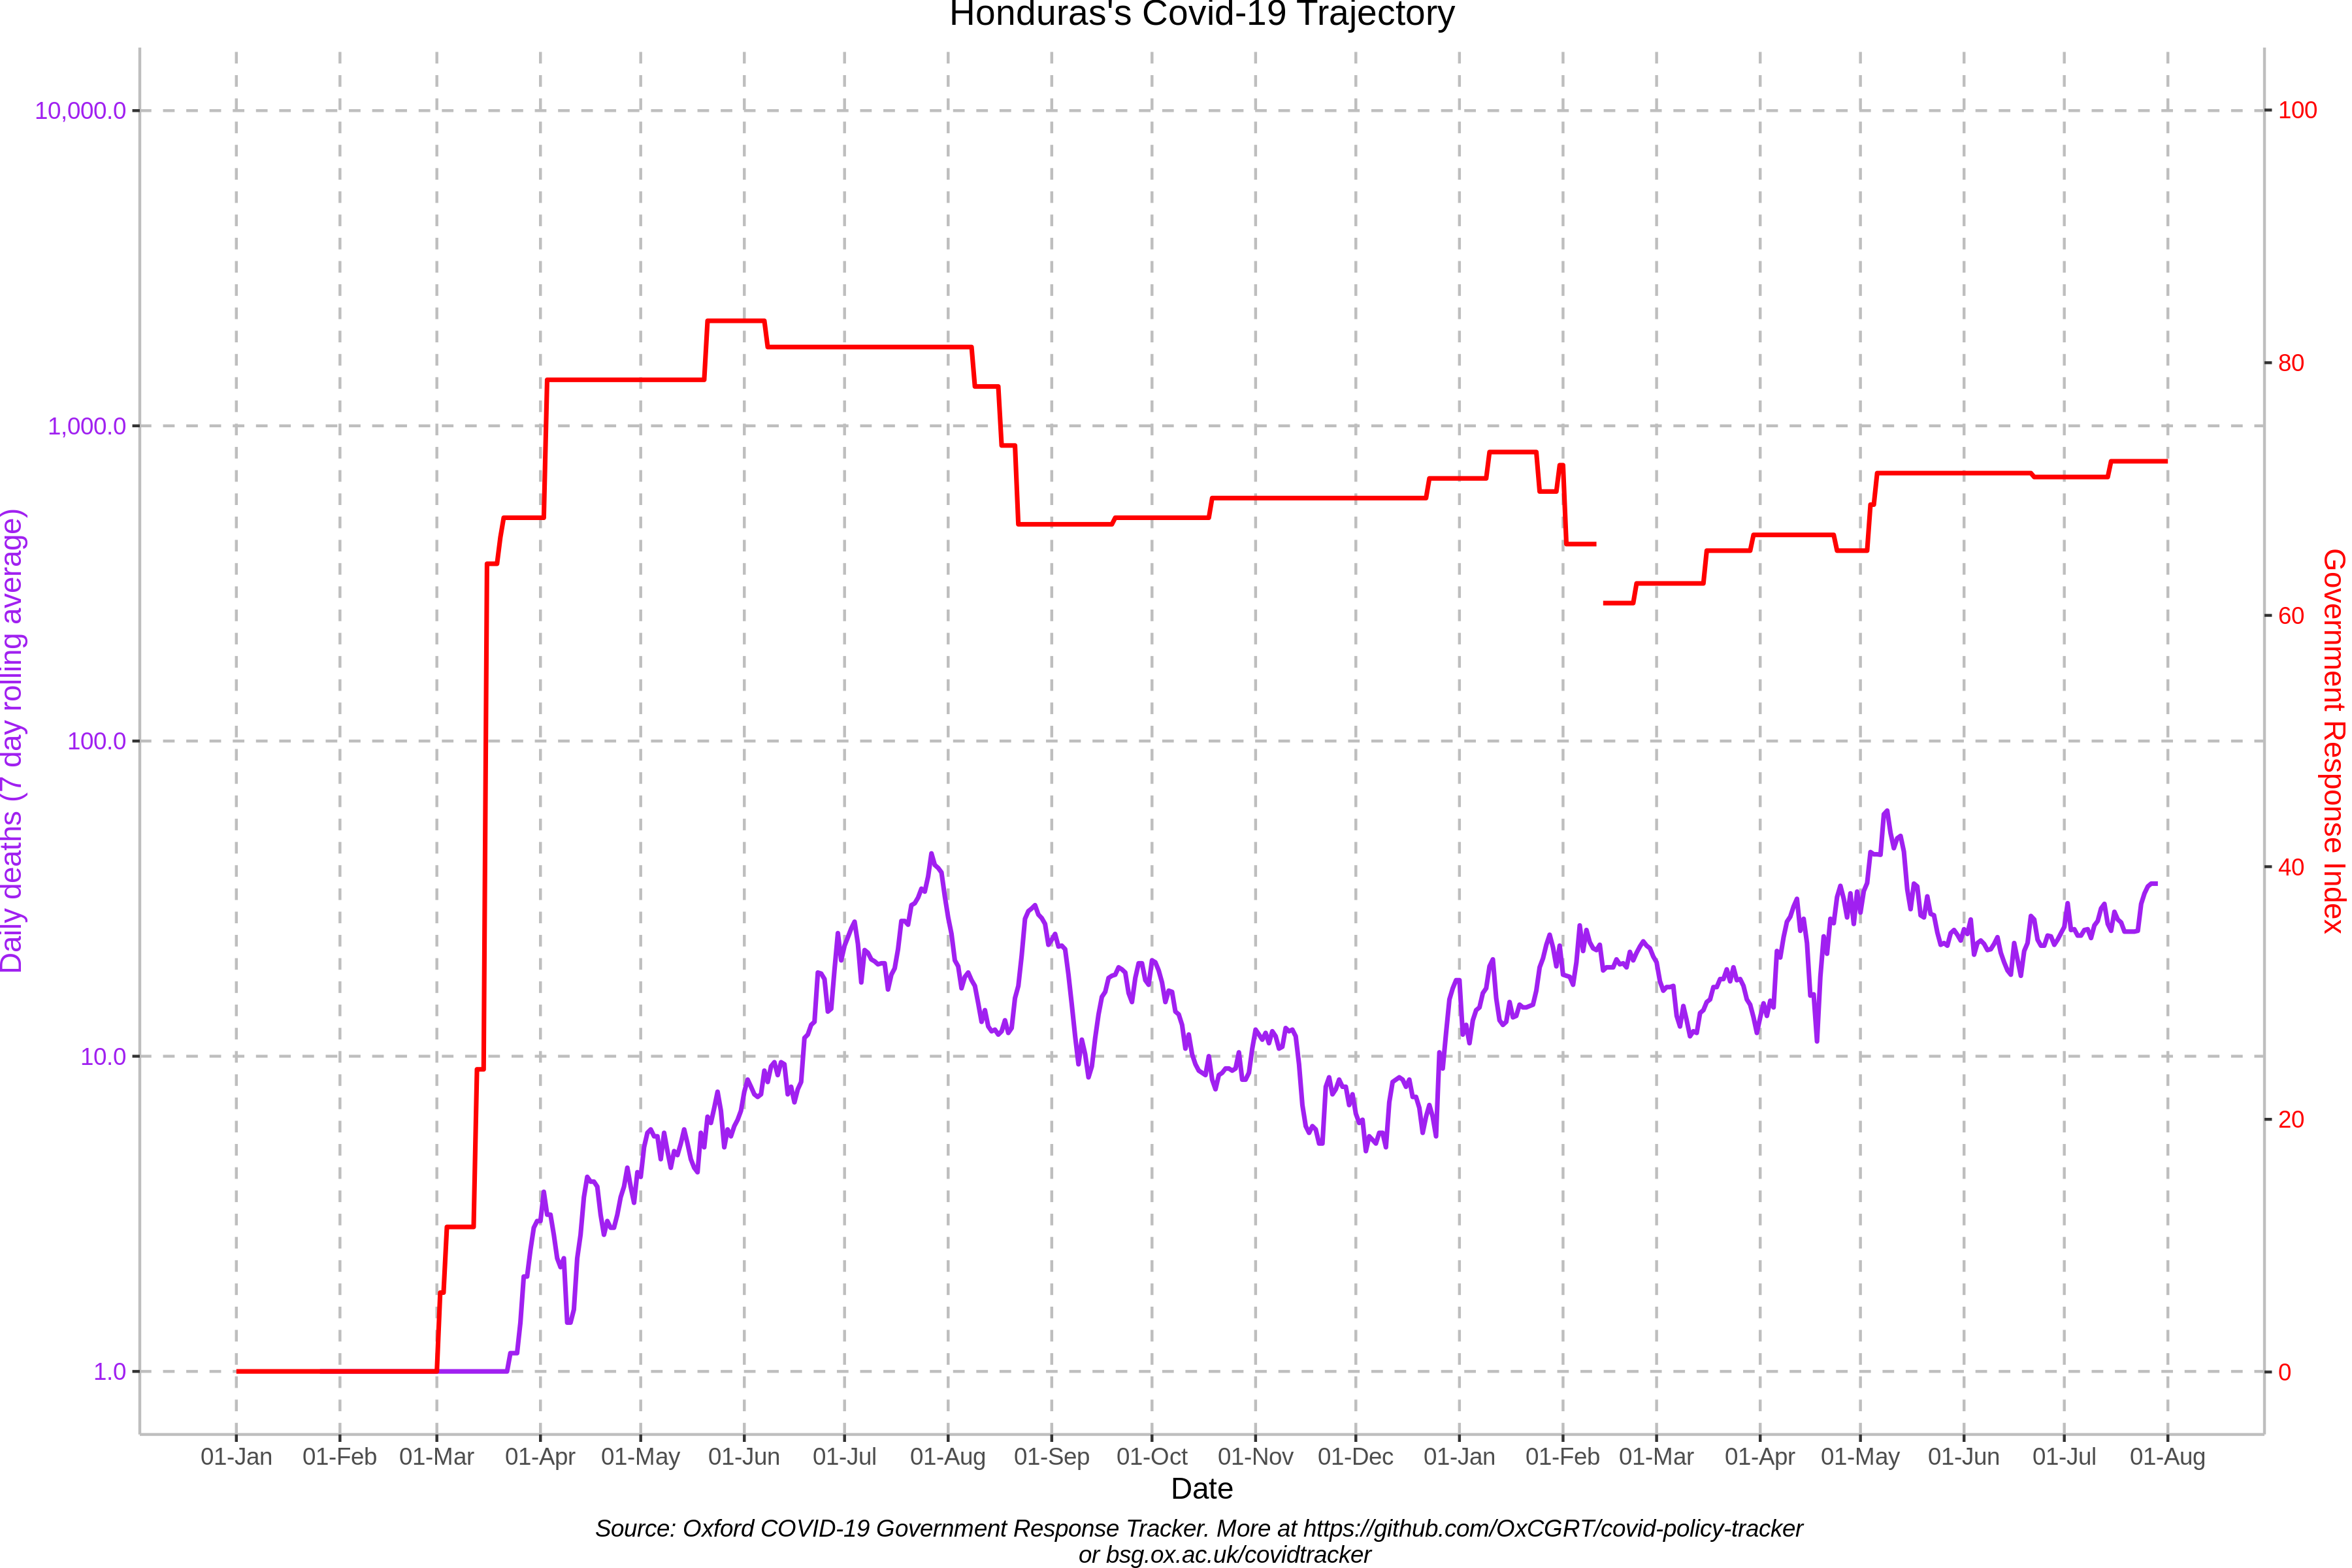 Honduras's Covid-19 Trajectory
10,000.0
1,000.0
100.0
10.0
1.0
Daily deaths (7 day rolling average)
100
80
60
40
20
0
Government Response Index
01-Jan 01-Feb 01-Mar 01-Apr 01-May 01-Jun 01-Jul 01-Aug 01-Sep 01-Oct 01-Nov 01-Dec 01-Jan 01-Feb 01-Mar 01-Apr 01-May 01-Jun 01-Jul 01-Aug
Date
Source: Oxford COVID-19 Government Response Tracker. More at https://github.com/OxCGRT/covid-policy-tracker
or bsg.ox.ac.uk/covidtracker